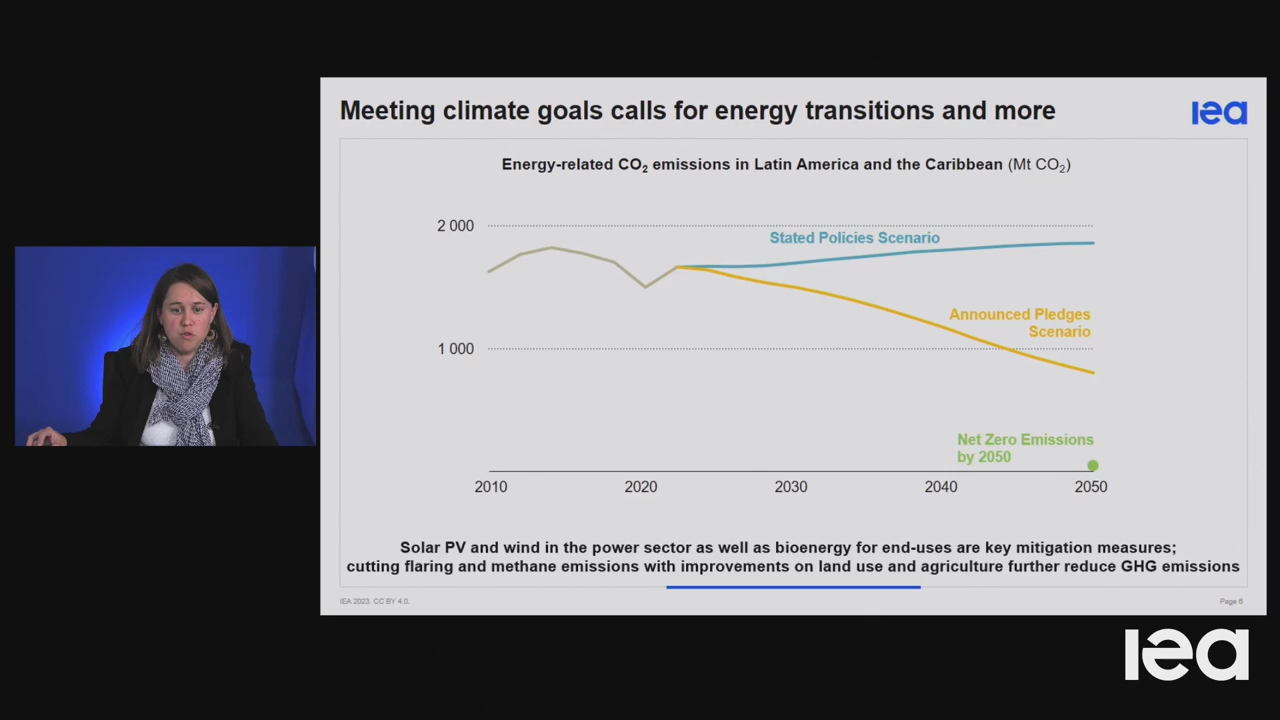 Meeting climate goals calls for energy transitions and more
iea
Energy-related CO₂ emissions in Latin America and the Caribbean (Mt CO₂)
2 000
Stated Policies Scenario
Announced Pledges
Scenario
1 000
Net Zero Emissions
by 2050
2010 2020 2030 2040 2050
Solar PV and wind in the power sector as well as bioenergy for end-uses are key mitigation measures;
cutting flaring and methane emissions with improvements on land use and agriculture further reduce GHG emissions
IEA 2023. CC BY 4.0.
Page 6
iea